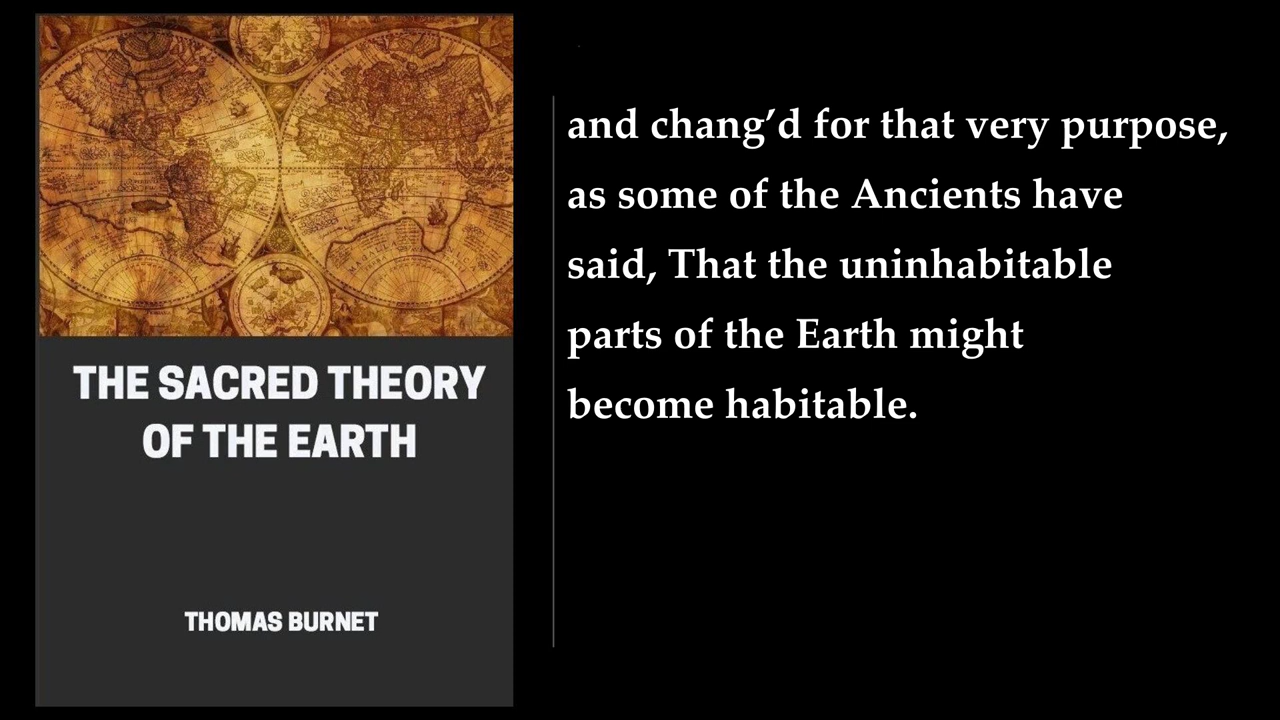 THE SACRED THEORY
OF THE EARTH
THOMAS BURNET
and chang’d for that very purpose,
as some of the Ancients have
said, That the uninhabitable
parts of the Earth might
become habitable.